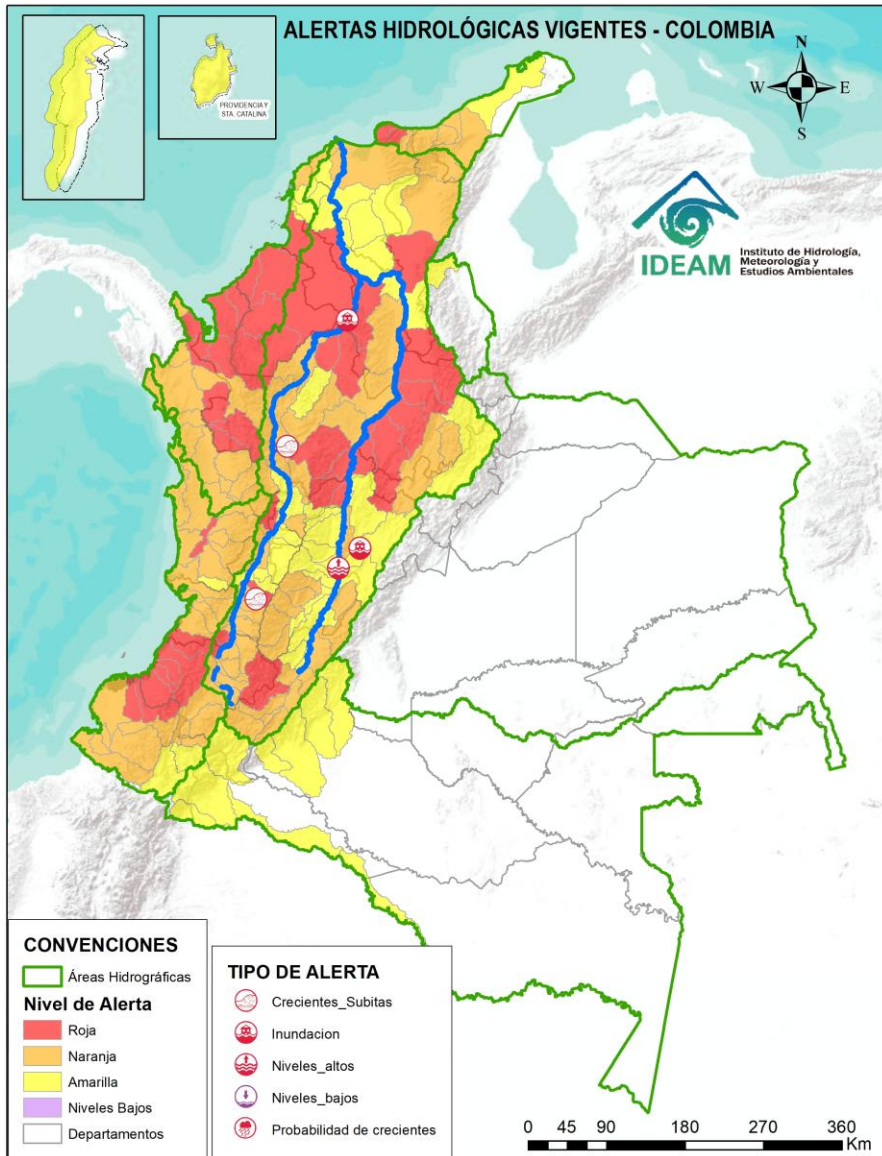 ALERTAS HIDROLÓGICAS VIGENTES - COLOMBIA
PROVIDENCIA Y
STA. CATALINA
N
W
E
S
IDEAM
Instituto de Hidrología,
Meteorología y
Estudios Ambientales
CONVENCIONES
Áreas Hidrográficas
Nivel de Alerta
Roja
Naranja
Amarilla
Niveles Bajos
Departamentos
TIPO DE ALERTA
Crecientes_Subitas
Inundacion
Niveles_altos
Niveles_bajos
Probabilidad de crecientes
0 45 90 180 270 360
Km